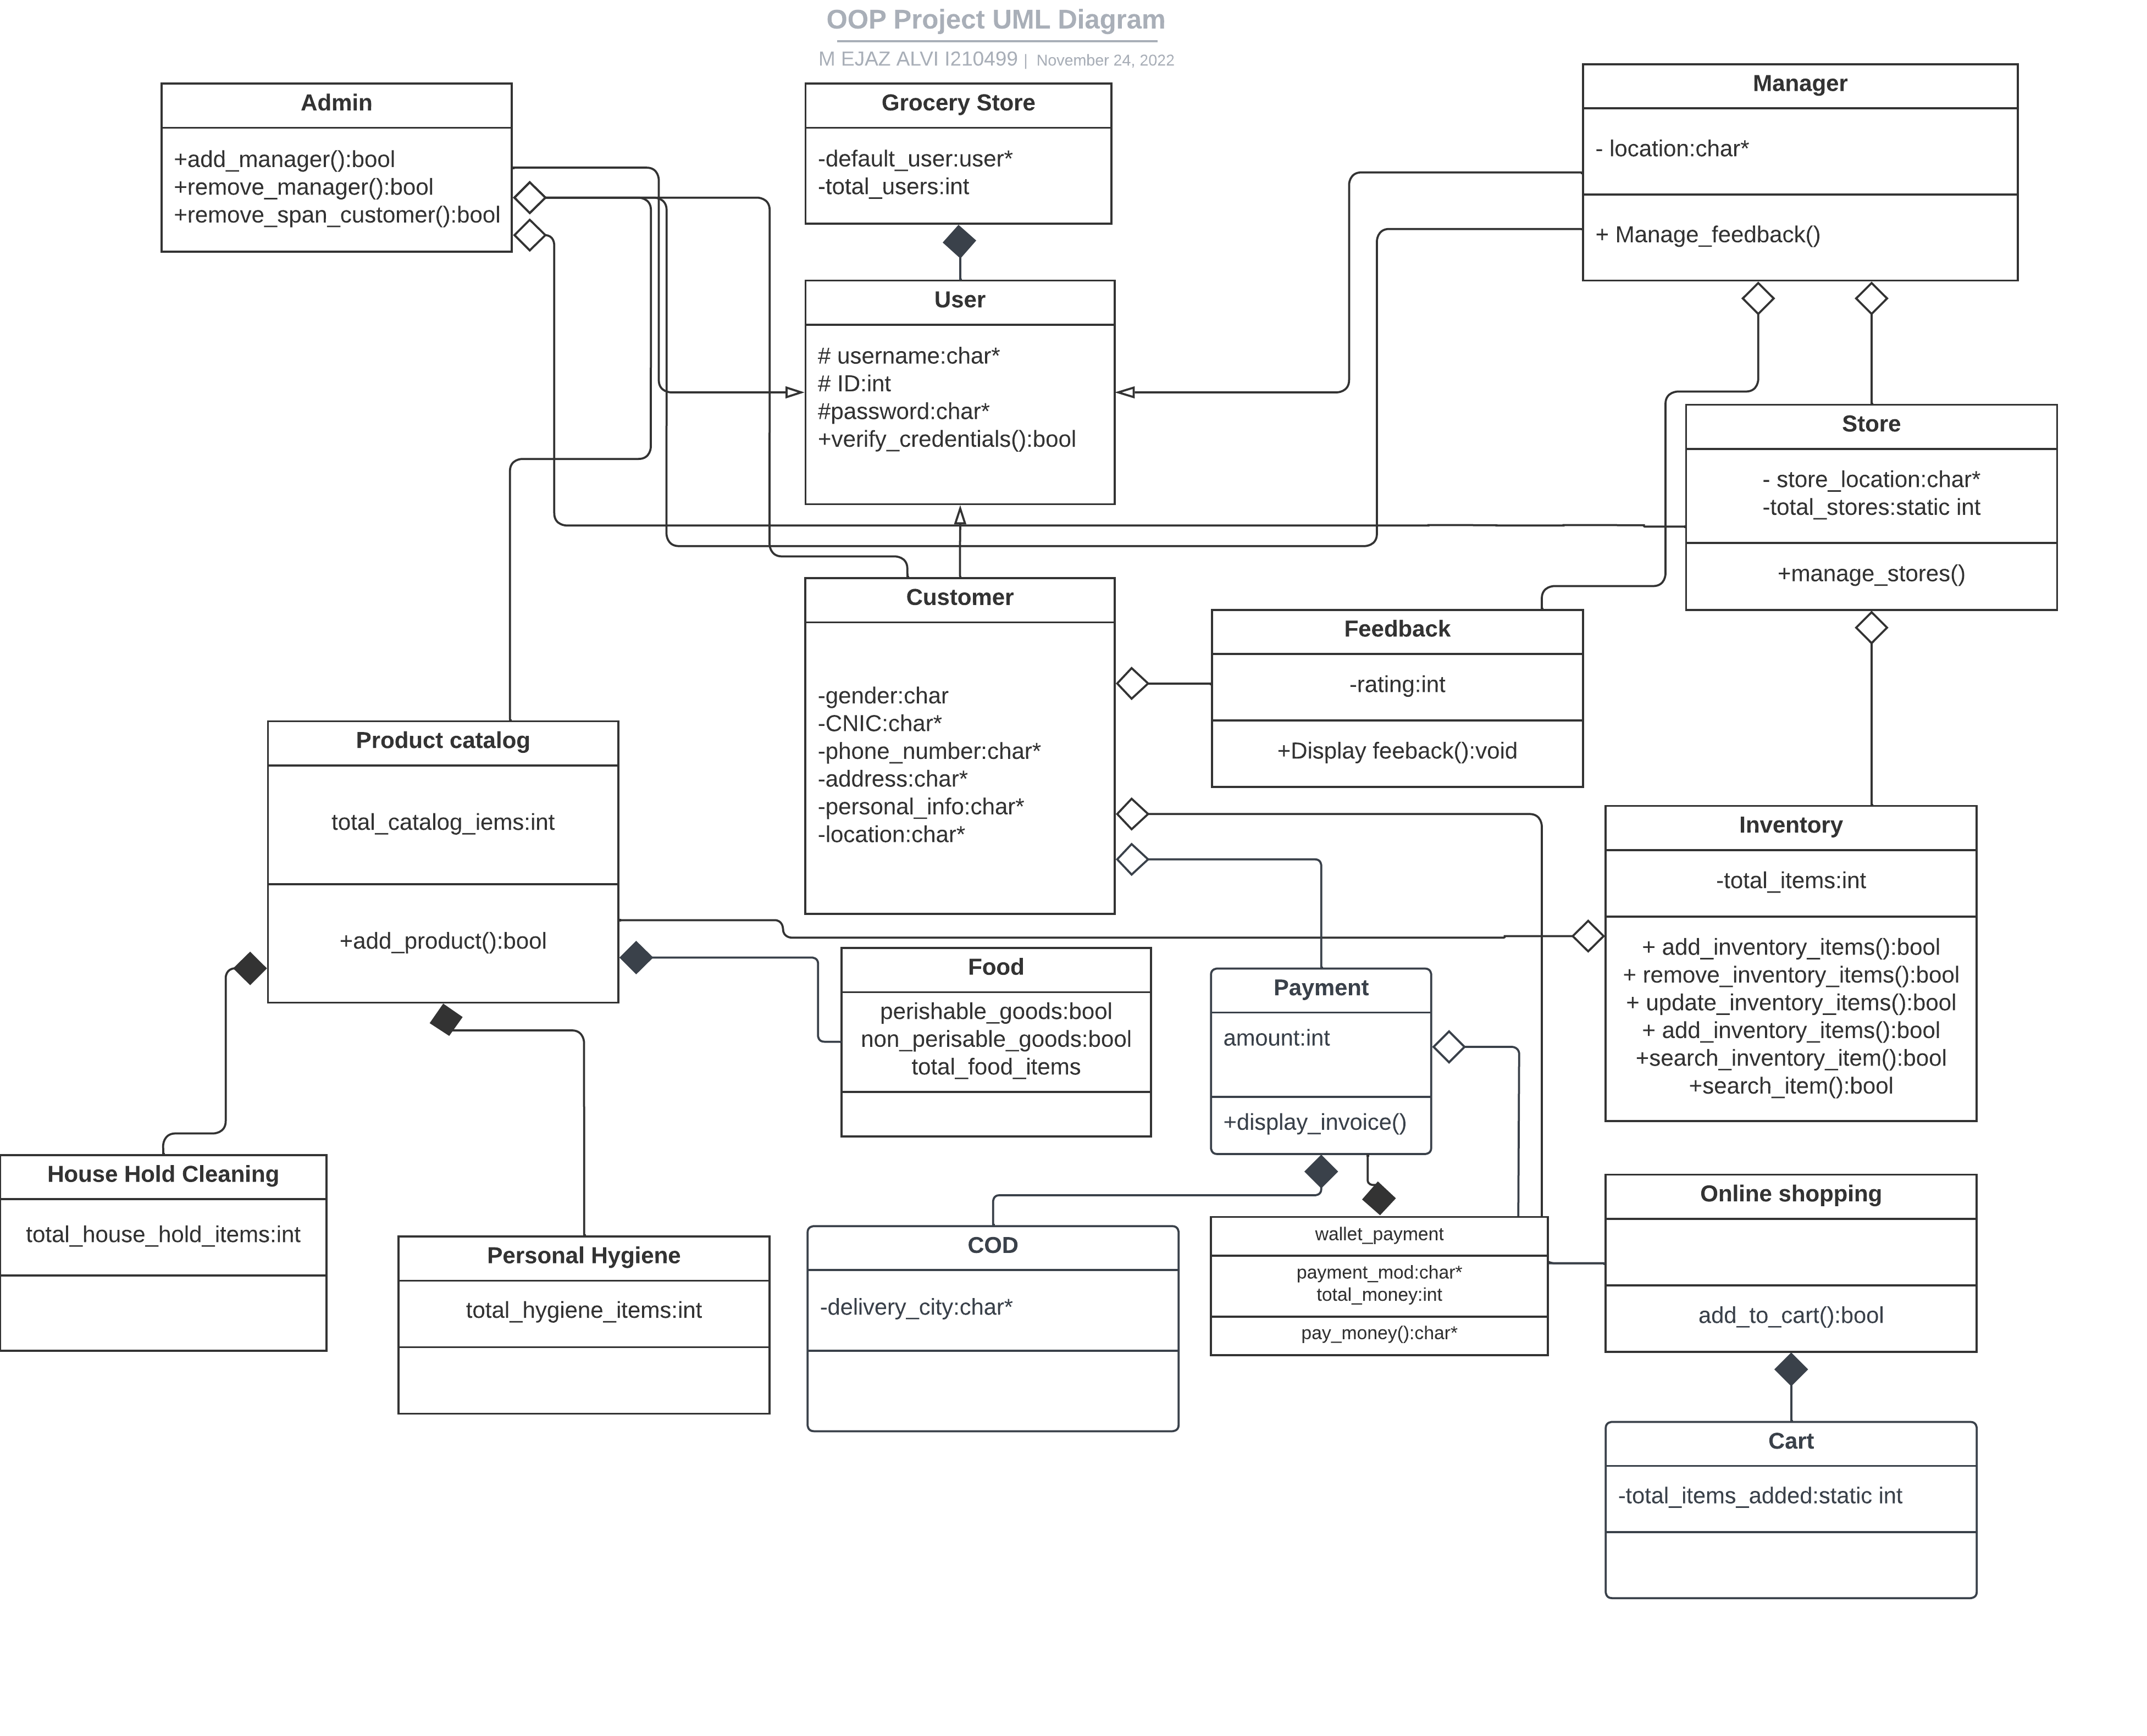 OOP Project UML Diagram
M EJAZ ALVI I210499 | November 24, 2022
Admin
+add_manager():bool
+remove_manager():bool
+remove_span_customer():bool
Grocery Store
-default_user:user*
-total_users:int
Manager
- location:char*
+ Manage_feedback()
User
# username:char*
# ID:int
#password:char*
+verify_credentials():bool
Store
- store_location:char*
-total_stores:static int
+manage_stores()
Customer
-gender:char
-CNIC:char*
-phone_number:char*
-address:char*
-personal_info:char*
-location:char*
Feedback
-rating:int
+Display feeback():void
Product catalog
total_catalog_iems:int
+add_product():bool
Inventory
-total_items:int
+ add_inventory_items():bool
+ remove_inventory_items():bool
+ update_inventory_items():bool
+ add_inventory_items():bool
+search_inventory_item():bool
+search_item():bool
Food
perishable_goods:bool
non_perisable_goods:bool
total_food_items
Payment
amount:int
+display_invoice()
House Hold Cleaning
total_house_hold_items:int
Personal Hygiene
total_hygiene_items:int
COD
-delivery_city:char*
wallet_payment
payment_mod:char*
total_money:int
pay_money():char*
Online shopping
add_to_cart():bool
Cart
-total_items_added:static int